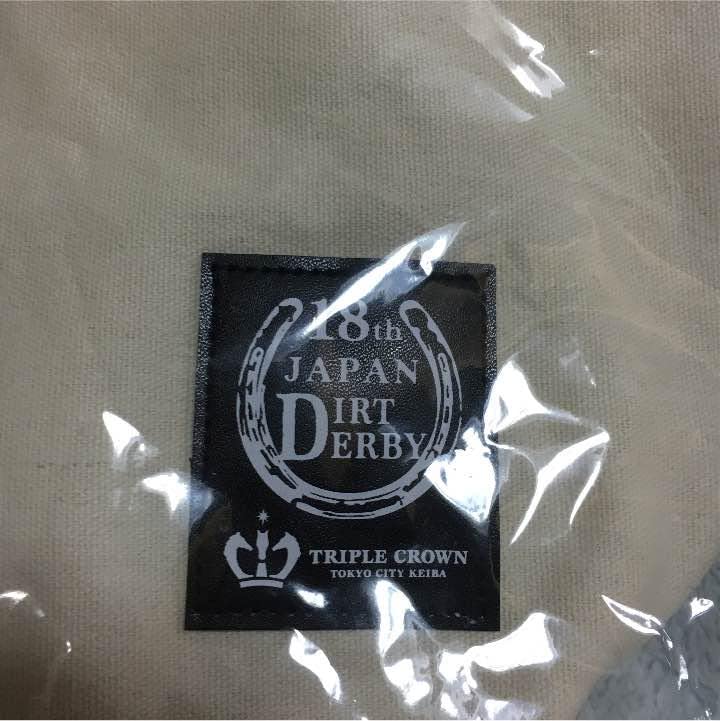 18th
JAPAN
DIRT
DERBY
TRIPLE CROWN
TOKYO CITY KEIBA